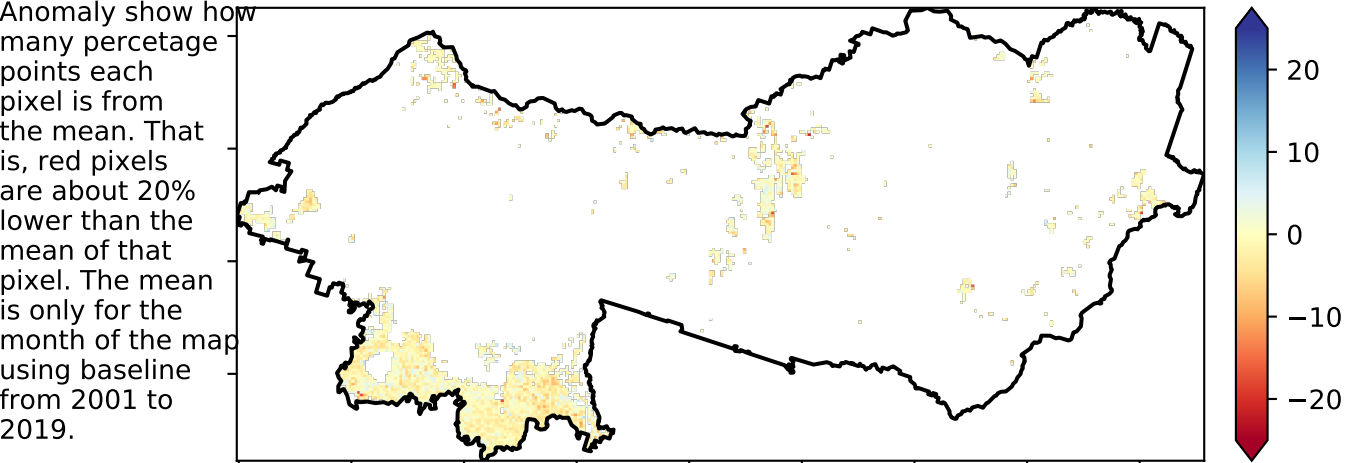 Anomaly show how
many percetage
points each
pixel is from
the mean. That
is, red pixels
are about 20%
lower than the
mean of that
pixel. The mean
is only for the
month of the map
using baseline
from 2001 to
2019.
20
10
0
−10
−20